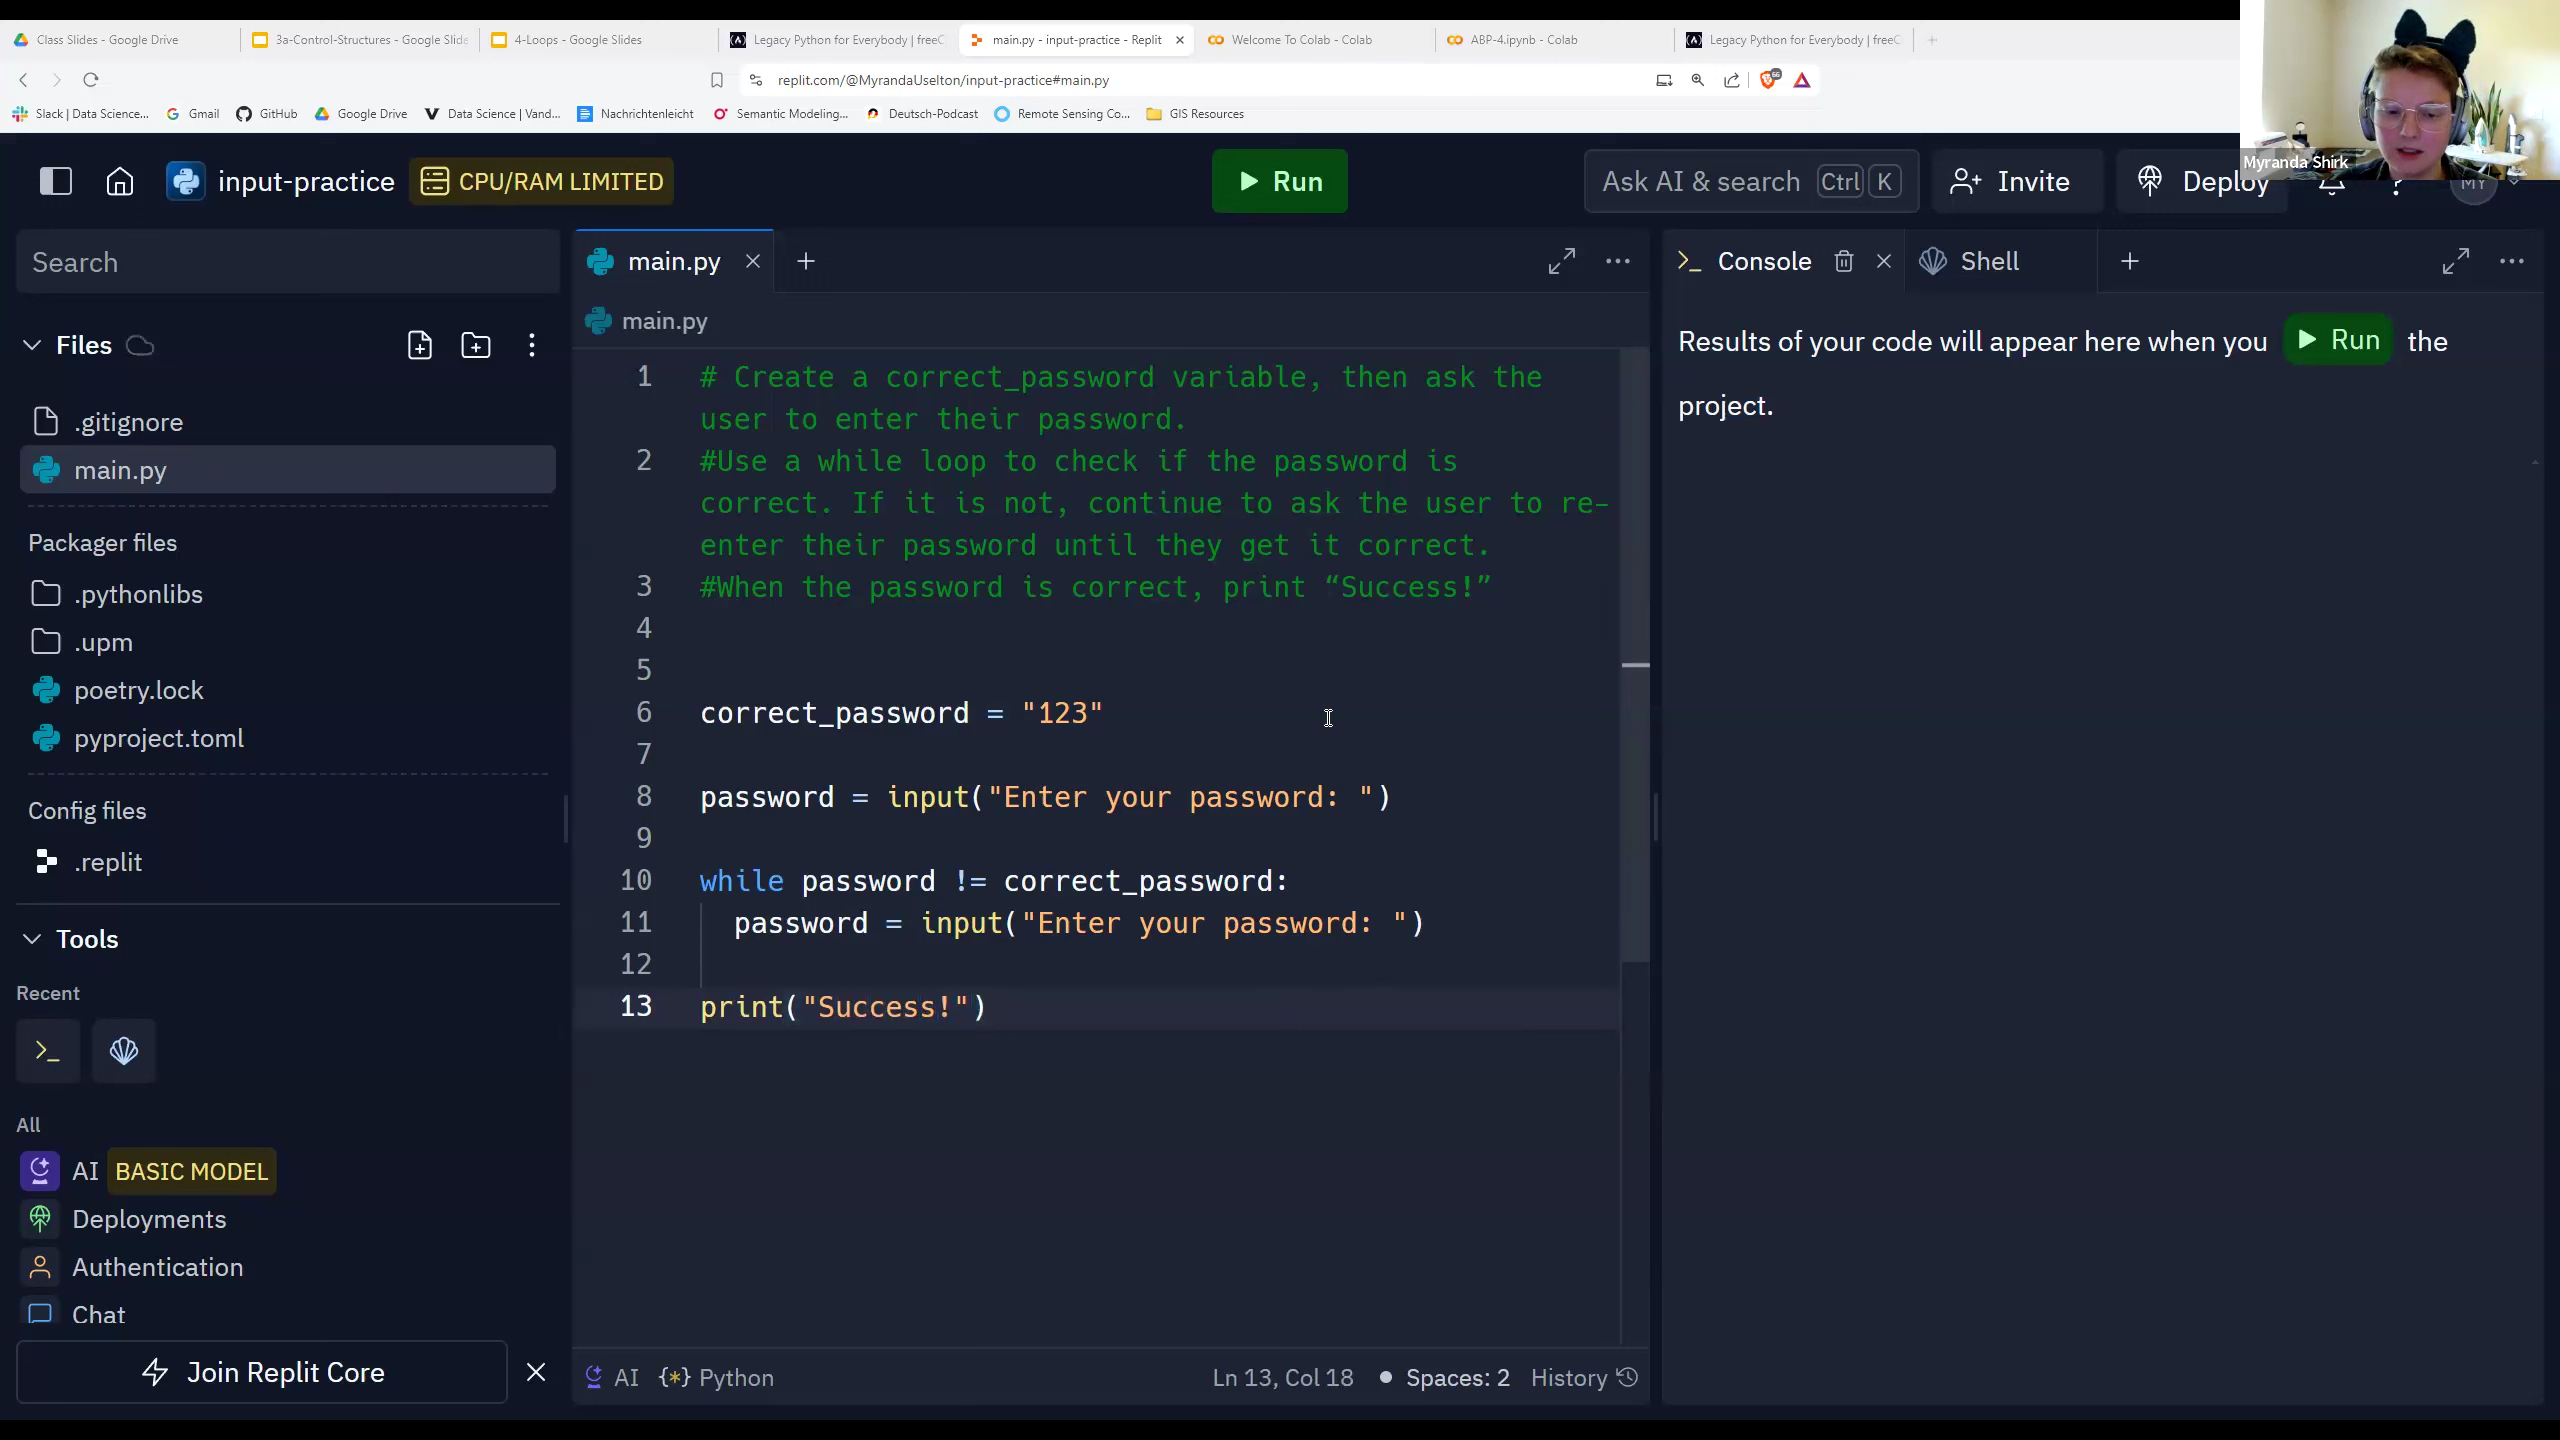 Class Slides - Google Drive
3a-Control-Structures - Google Slide
4-Loops - Google Slides
Legacy Python for Everybody | freeC
main.py - input-practice - Replit
Welcome To Colab - Colab
ABP-4.ipynb - Colab
Legacy Python for Everybody | freeC
replit.com/@MyrandaUselton/input-practice#main.py
66
Slack | Data Science...
Gmail
GitHub
Google Drive
Data Science | Vand...
Nachrichtenleicht
Semantic Modeling...
Deutsch-Podcast
Remote Sensing Co...
GIS Resources
Myranda Shirk
input-practice
CPU/RAM LIMITED
Run
Ask AI & search Ctrl K
Invite
Deploy
MY
Search
Files
.gitignore
main.py
Packager files
.pythonlibs
.upm
poetry.lock
pyproject.toml
Config files
.replit
Tools
Recent
All
AI BASIC MODEL
Deployments
Authentication
Chat
Join Replit Core
main.py
main.py
1 # Create a correct_password variable, then ask the
user to enter their password.
2 #Use a while loop to check if the password is
correct. If it is not, continue to ask the user to re-
enter their password until they get it correct.
3 #When the password is correct, print “Success!”
4
5
6 correct_password = "123"
7
8 password = input("Enter your password: ")
9
10 while password != correct_password:
11 password = input("Enter your password: ")
12
13 print("Success!")
AI
{*} Python
Ln 13, Col 18
Spaces: 2
History
Console
Shell
Results of your code will appear here when you Run the
project.